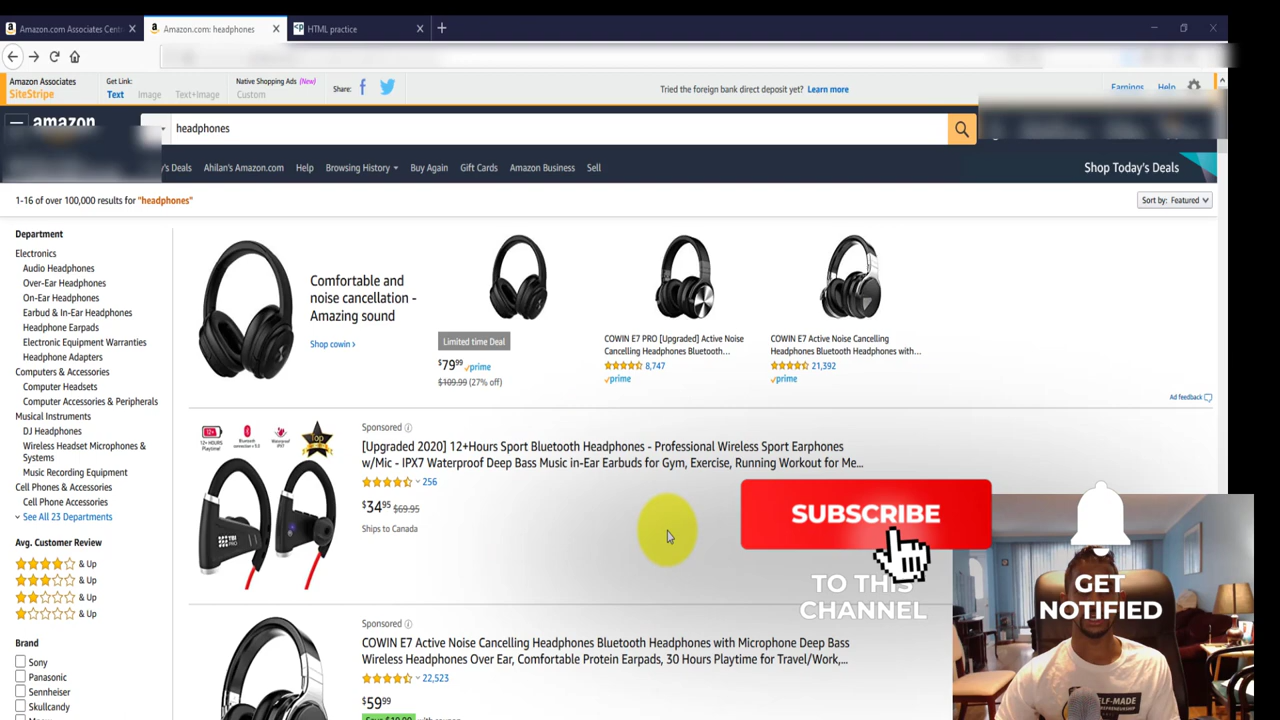 Amazon.com Associates Cent
Amazon.com: headphones
HTML practice
Amazon Associates
SiteStripe
Get Link:
Text
Image
Text+Image
Native Shopping Ads (New)
Custom
Share:
Tried the foreign bank direct deposit yet? Learn more
Earnings
Help
amazon
headphones
's Deals
Ahilan's Amazon.com
Help
Browsing History
Buy Again
Gift Cards
Amazon Business
Sell
Shop Today's Deals
1-16 of over 100,000 results for "headphones"
Sort by: Featured
Department
Electronics
Audio Headphones
Over-Ear Headphones
On-Ear Headphones
Earbud & In-Ear Headphones
Headphone Earpads
Electronic Equipment Warranties
Headphone Adapters
Computers & Accessories
Computer Headsets
Computer Accessories & Peripherals
Musical Instruments
DJ Headphones
Wireless Headset Microphones &
Systems
Music Recording Equipment
Cell Phones & Accessories
Cell Phone Accessories
See All 23 Departments
Avg. Customer Review
& Up
& Up
& Up
& Up
Brand
Sony
Panasonic
Sennheiser
Skullcandy
Comfortable and
noise cancellation -
Amazing sound
Shop cowin ›
Limited time Deal
$79.99 prime
$109.99 (27% off)
COWIN E7 PRO [Upgraded] Active Noise
Cancelling Headphones Bluetooth...
8,747
prime
COWIN E7 Active Noise Cancelling
Headphones Bluetooth Headphones with...
21,392
prime
Ad feedback
Sponsored
[Upgraded 2020] 12+Hours Sport Bluetooth Headphones - Professional Wireless Sport Earphones
w/Mic - IPX7 Waterproof Deep Bass Music in-Ear Earbuds for Gym, Exercise, Running Workout for Me...
256
$34.95 $69.95
Ships to Canada
Top
TBI
PRO
Sponsored
COWIN E7 Active Noise Cancelling Headphones Bluetooth Headphones with Microphone Deep Bass
Wireless Headphones Over Ear, Comfortable Protein Earpads, 30 Hours Playtime for Travel/Work,...
22,523
$59.99
SUBSCRIBE
TO THIS
CHANNEL
GET
NOTIFIED
SELF-MADE